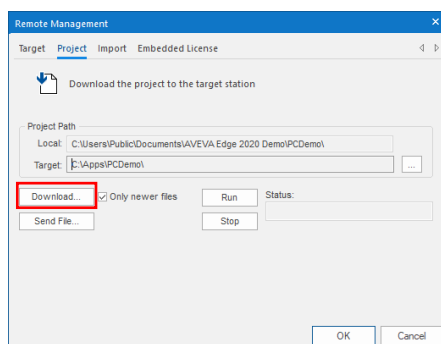 Remote Management
Target Project Import Embedded License
Download the project to the target station
Project Path
Local: C:\Users\Public\Documents\AVEVA Edge 2020 Demo\PCDemo\
Target: C:\Apps\PCDemo\ ...
Download... Only newer files Run Status:
Send File... Stop
OK Cancel